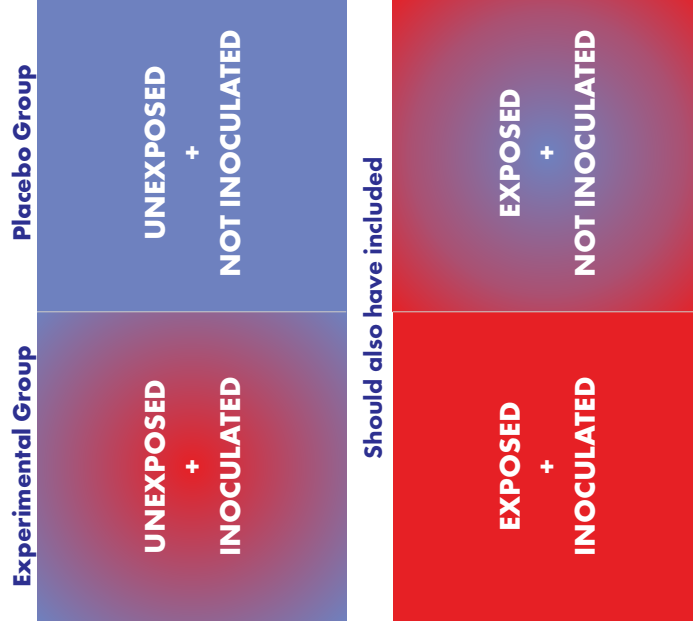 Experimental Group
Placebo Group
UNEXPOSED
+
INOCULATED
UNEXPOSED
+
NOT INOCULATED
Should also have included
EXPOSED
+
INOCULATED
EXPOSED
+
NOT INOCULATED